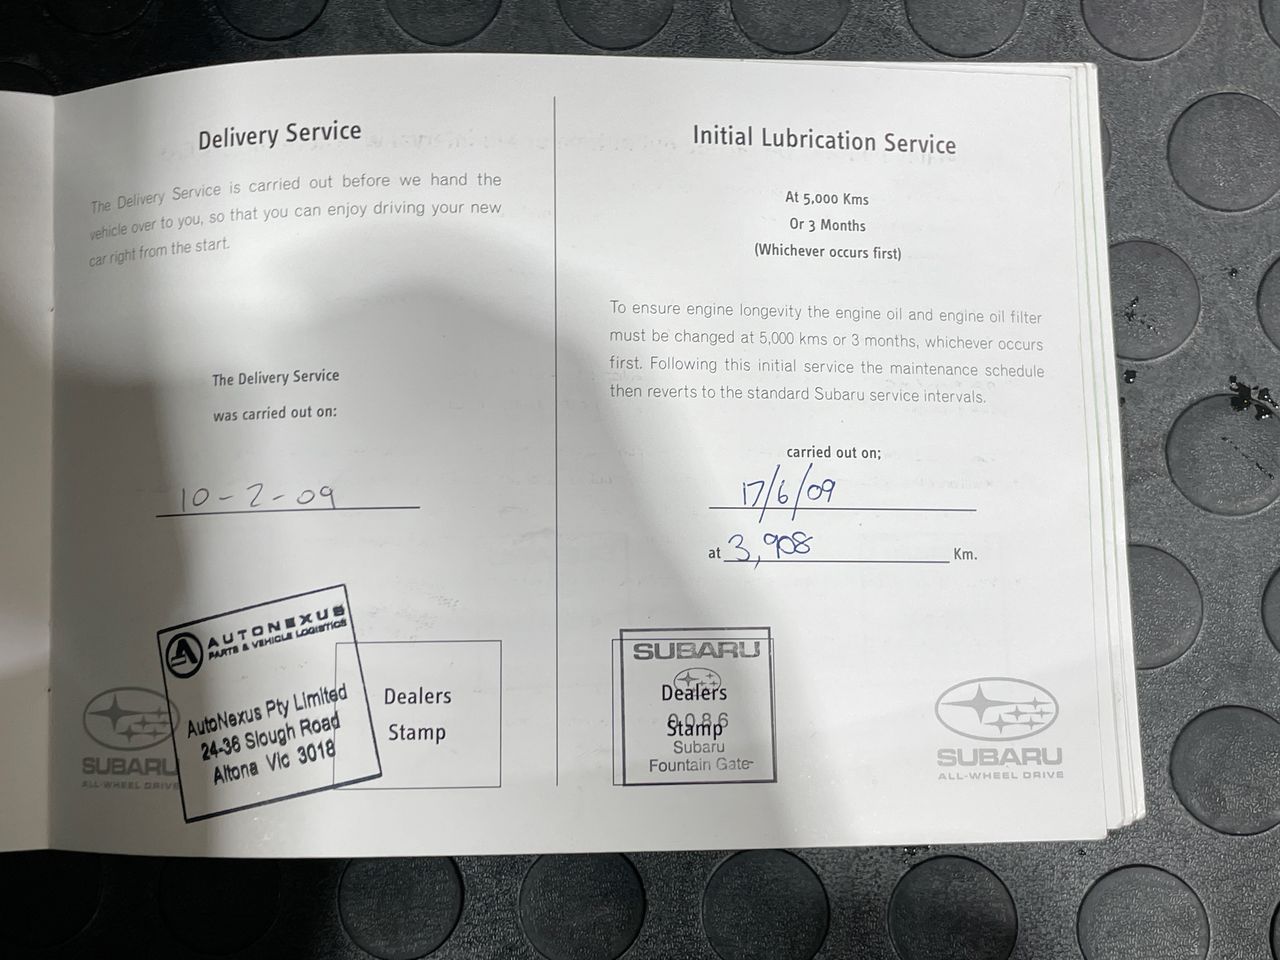 Delivery Service
The Delivery Service is carried out before we hand the
vehicle over to you, so that you can enjoy driving your new
car right from the start.
The Delivery Service
was carried out on:
10-2-09
AUTONEXUS
PARTS & VEHICLE LOGISTICS
AutoNexus Pty Limited
24-36 Slough Road
Altona Vic 3018
Dealers
Stamp
SUBARU
ALL-WHEEL DRIVE
Initial Lubrication Service
At 5,000 Kms
Or 3 Months
(Whichever occurs first)
To ensure engine longevity the engine oil and engine oil filter
must be changed at 5,000 kms or 3 months, whichever occurs
first. Following this initial service the maintenance schedule
then reverts to the standard Subaru service intervals.
carried out on;
17/6/09
at 3,908 Km.
SUBARU
Dealers
Stamp
Subaru
Fountain Gate
SUBARU
ALL-WHEEL DRIVE